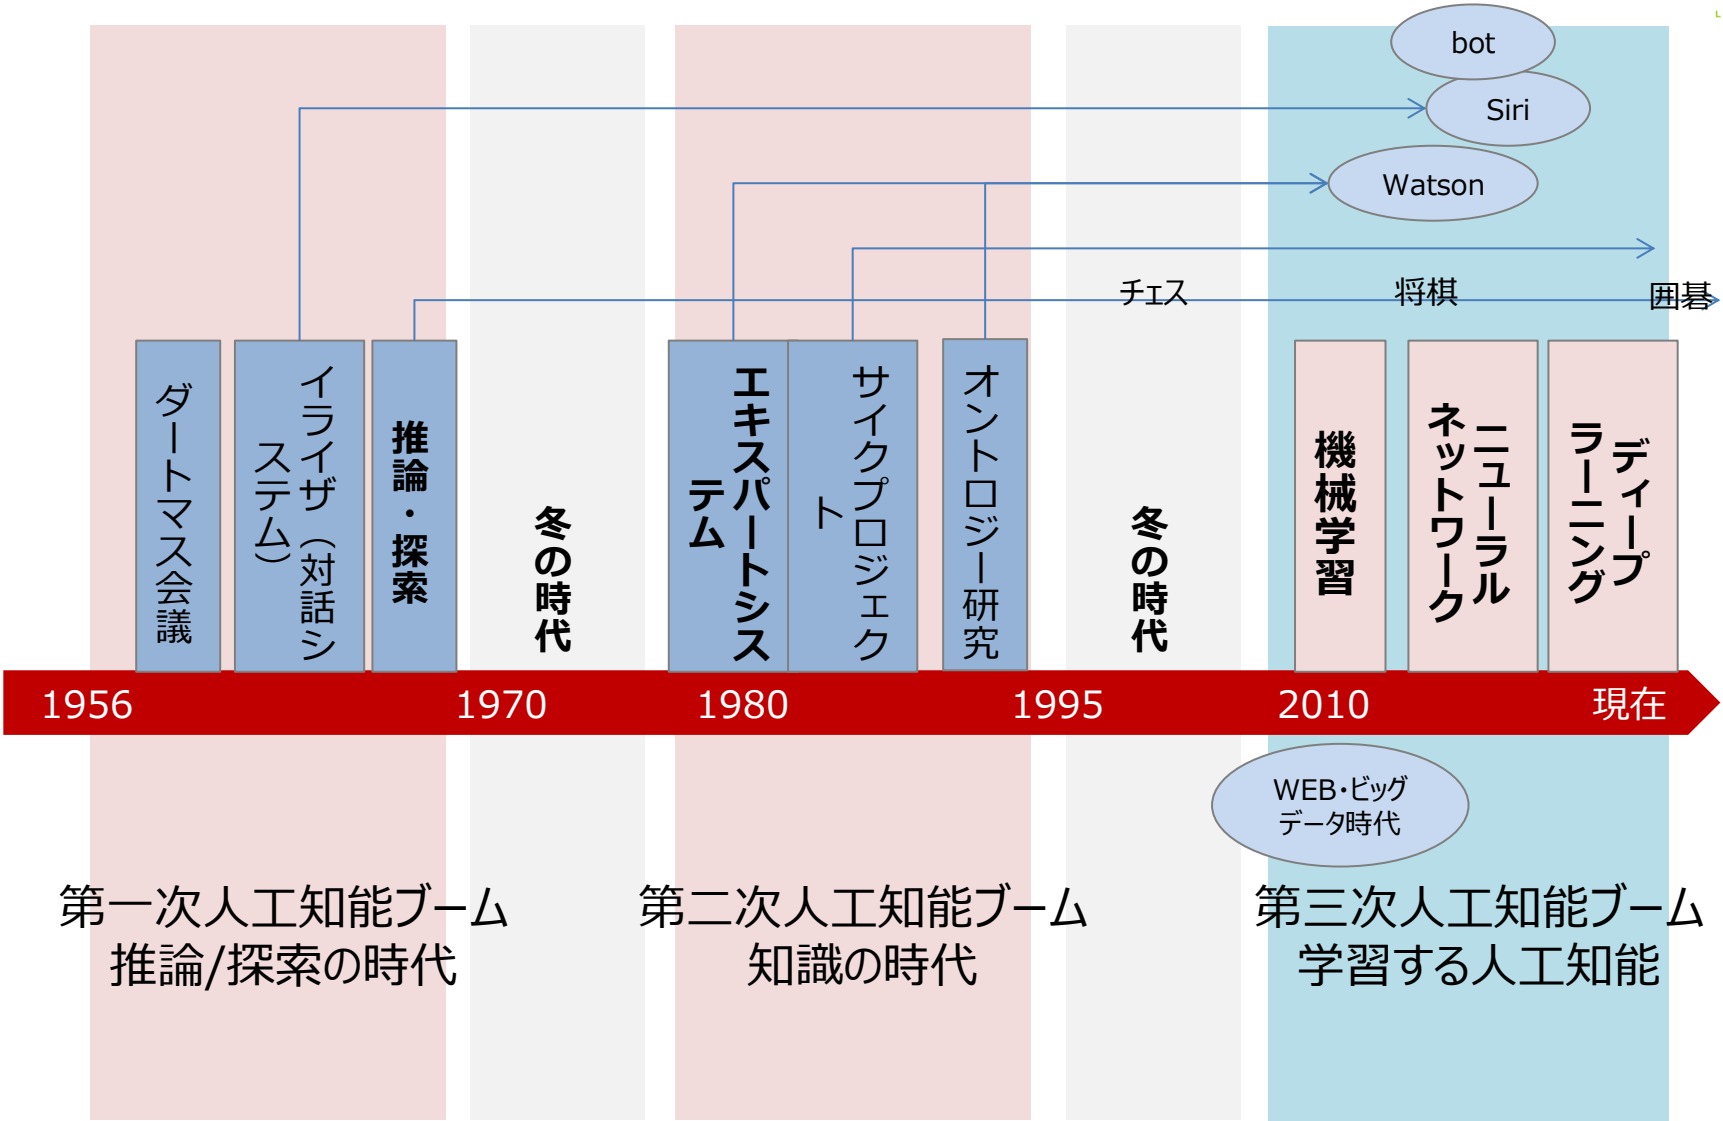 bot
Siri
Watson
チェス
将棋
囲碁
ダートマス会議
イライザ（対話シ
ステム）
推論・探索
冬の時代
エキスパートシス
テム
サイクプロジェク
ト
オントロジー研究
冬の時代
機械学習
ニューラル
ネットワーク
ディープ
ラーニング
1956
1970
1980
1995
2010
現在
WEB・ビッグ
データ時代
第一次人工知能ブーム
推論/探索の時代
第二次人工知能ブーム
知識の時代
第三次人工知能ブーム
学習する人工知能